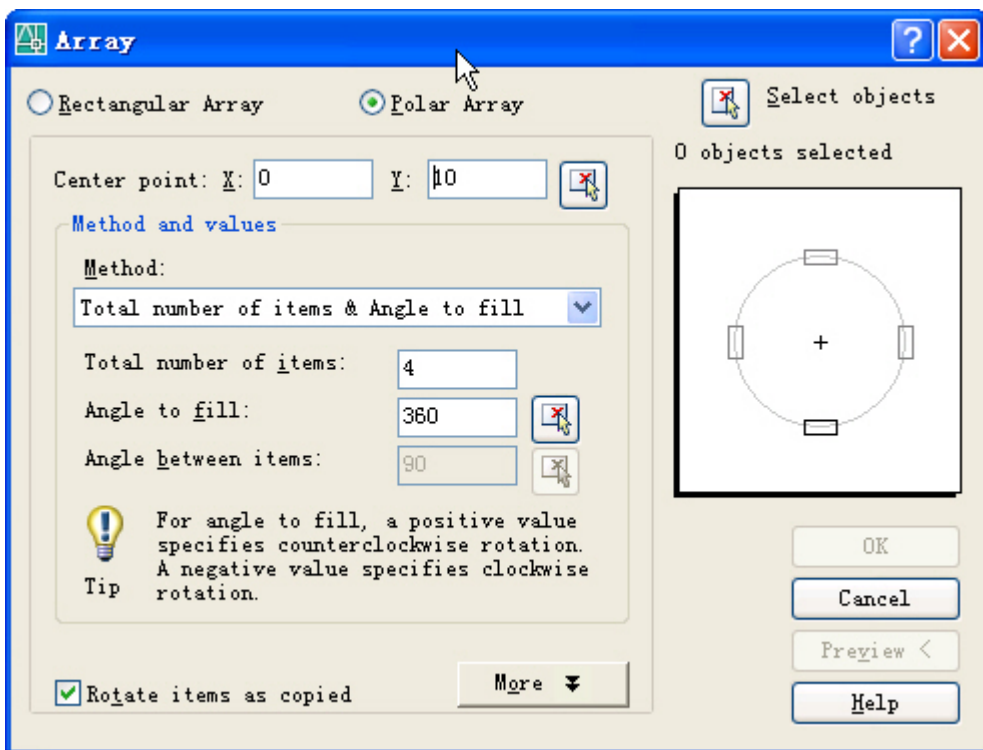 Array
Rectangular Array
Polar Array
Select objects
0 objects selected
Center point: X: 0 Y: 10
Method and values
Method:
Total number of items & Angle to fill
Total number of items: 4
Angle to fill: 360
Angle between items: 90
Tip
For angle to fill, a positive value
specifies counterclockwise rotation.
A negative value specifies clockwise
rotation.
Rotate items as copied
More
OK
Cancel
Preview <
Help